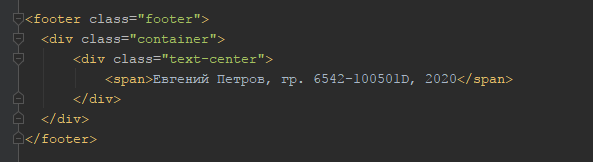 <footer class="footer">
<div class="container">
<div class="text-center">
<span>Евгений Петров, гр. 6542-100501D, 2020</span>
</div>
</div>
</footer>